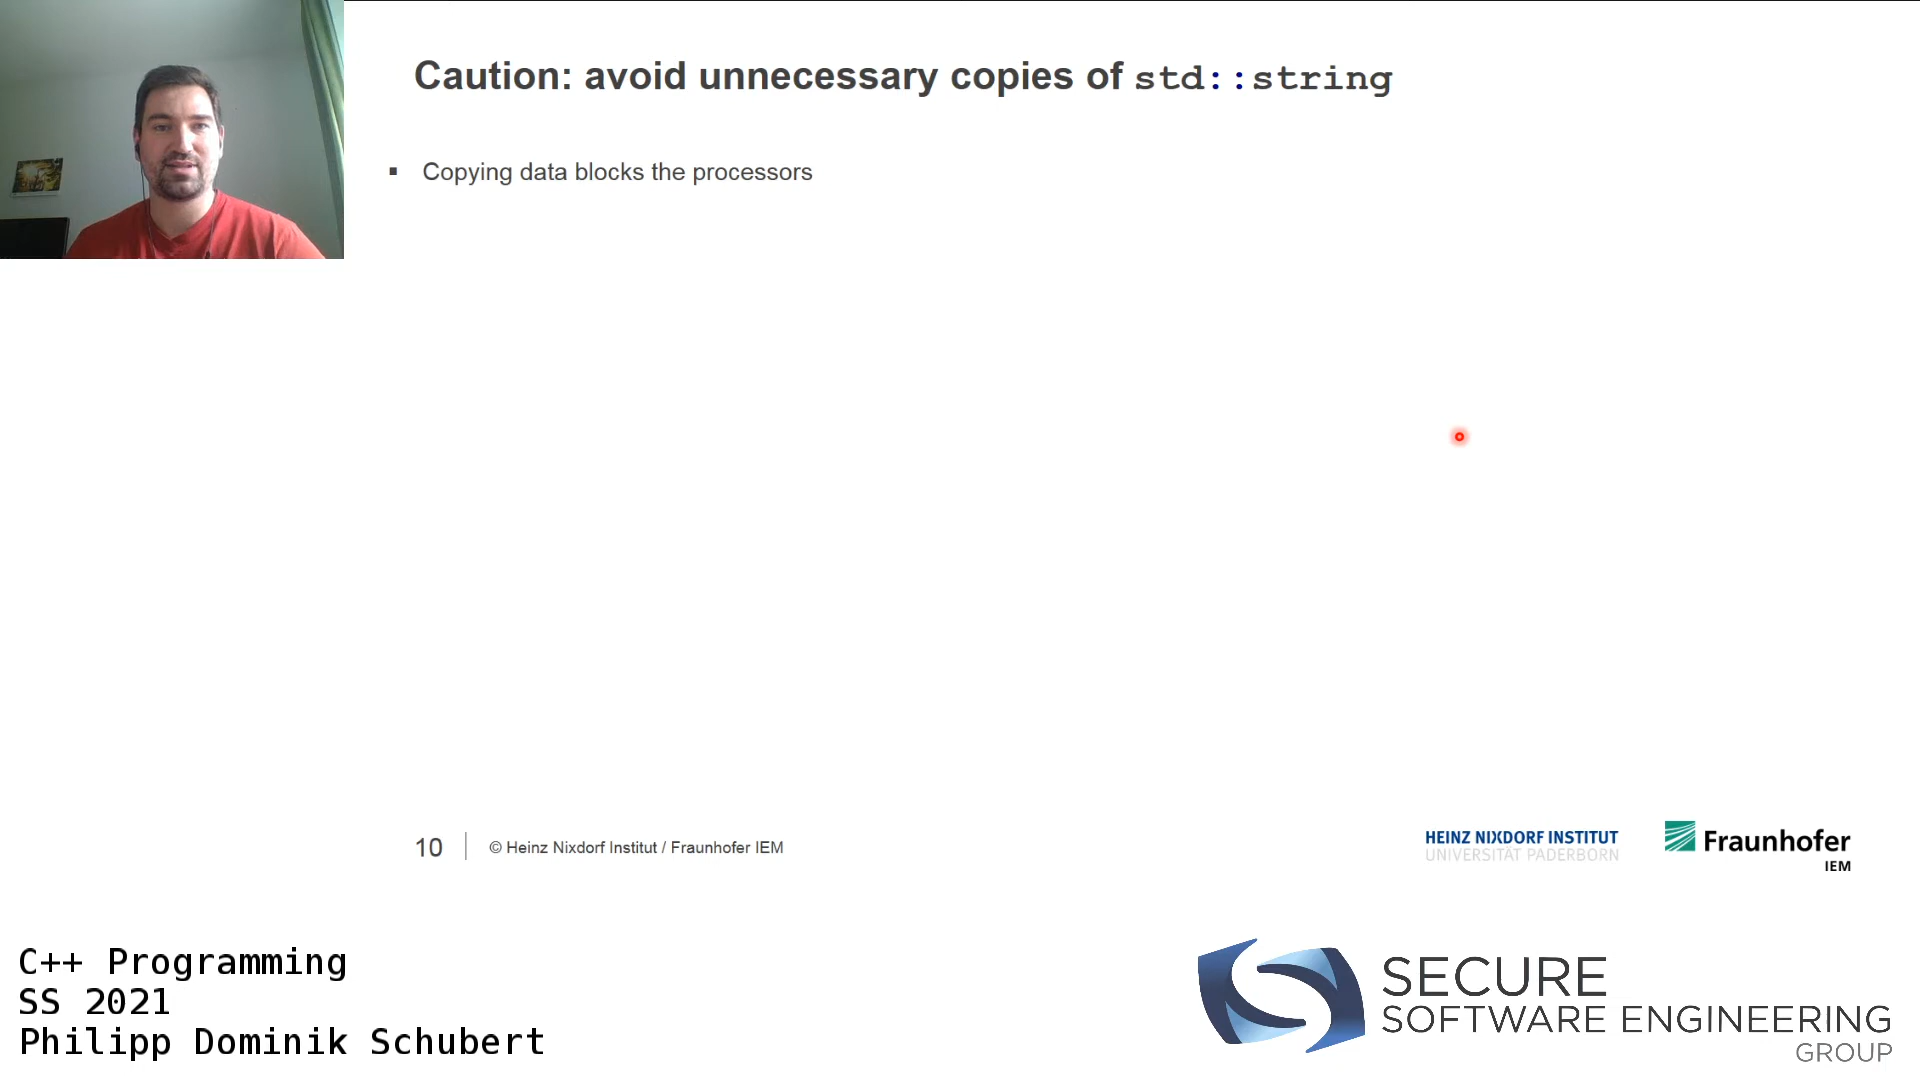 Caution: avoid unnecessary copies of std::string
▪ Copying data blocks the processors
10 © Heinz Nixdorf Institut / Fraunhofer IEM
HEINZ NIXDORF INSTITUT
UNIVERSITÄT PADERBORN
Fraunhofer
IEM
C++ Programming
SS 2021
Philipp Dominik Schubert
SECURE
SOFTWARE ENGINEERING
GROUP